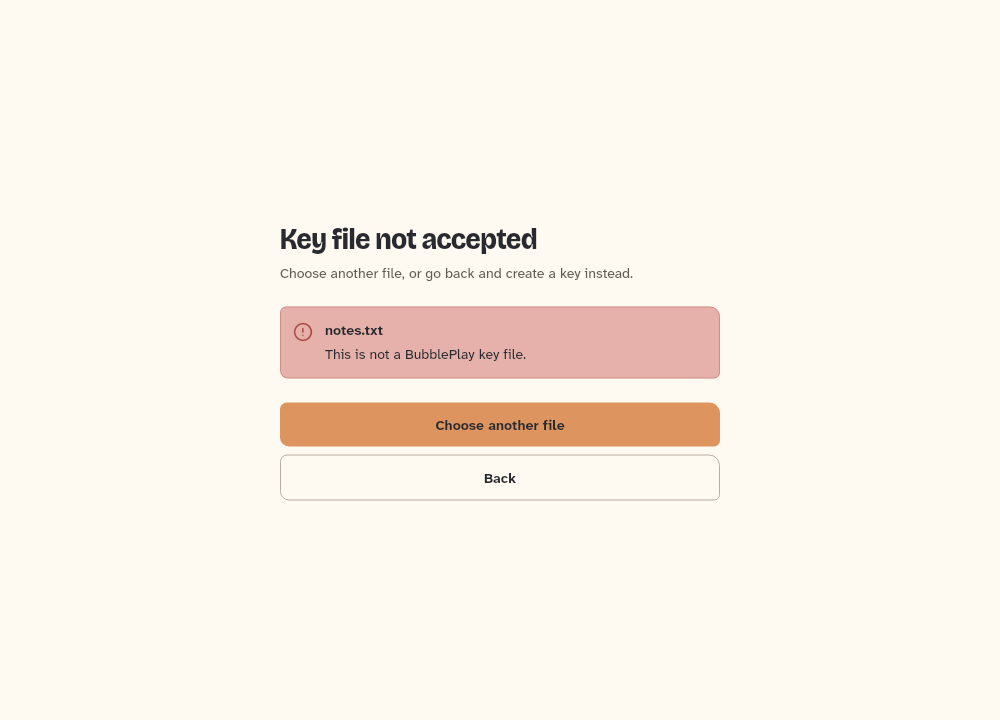 Key file not accepted
Choose another file, or go back and create a key instead.
notes.txt
This is not a BubblePlay key file.
Choose another file
Back